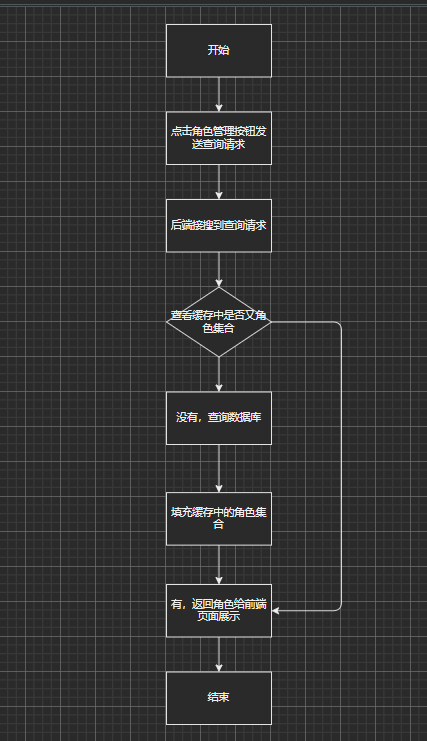 开始
点击角色管理按钮发
送查询请求
后端接搜到查询请求
查看缓存中是否又角
色集合
没有，查询数据库
填充缓存中的角色集
合
有，返回角色给前端
页面展示
结束